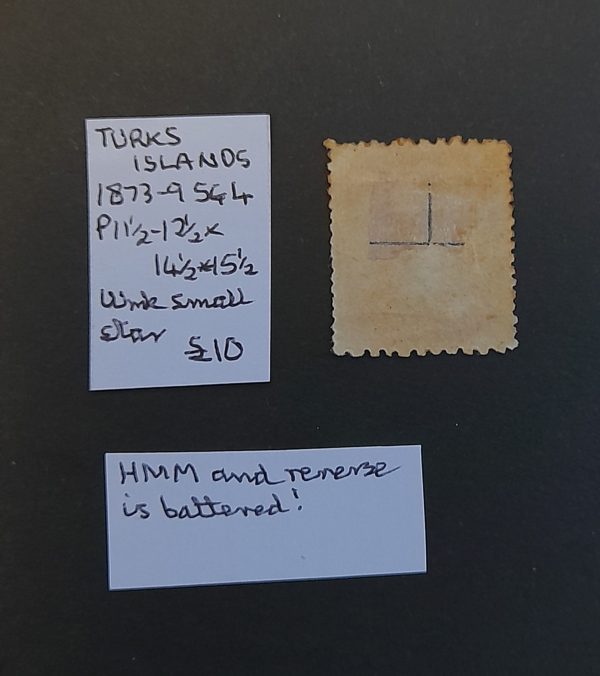 TURKS
ISLANDS
1873-9 SG4
P11½-12½x
14½x15½
Wmk small
star
£10
HMM and reverse
is battered!